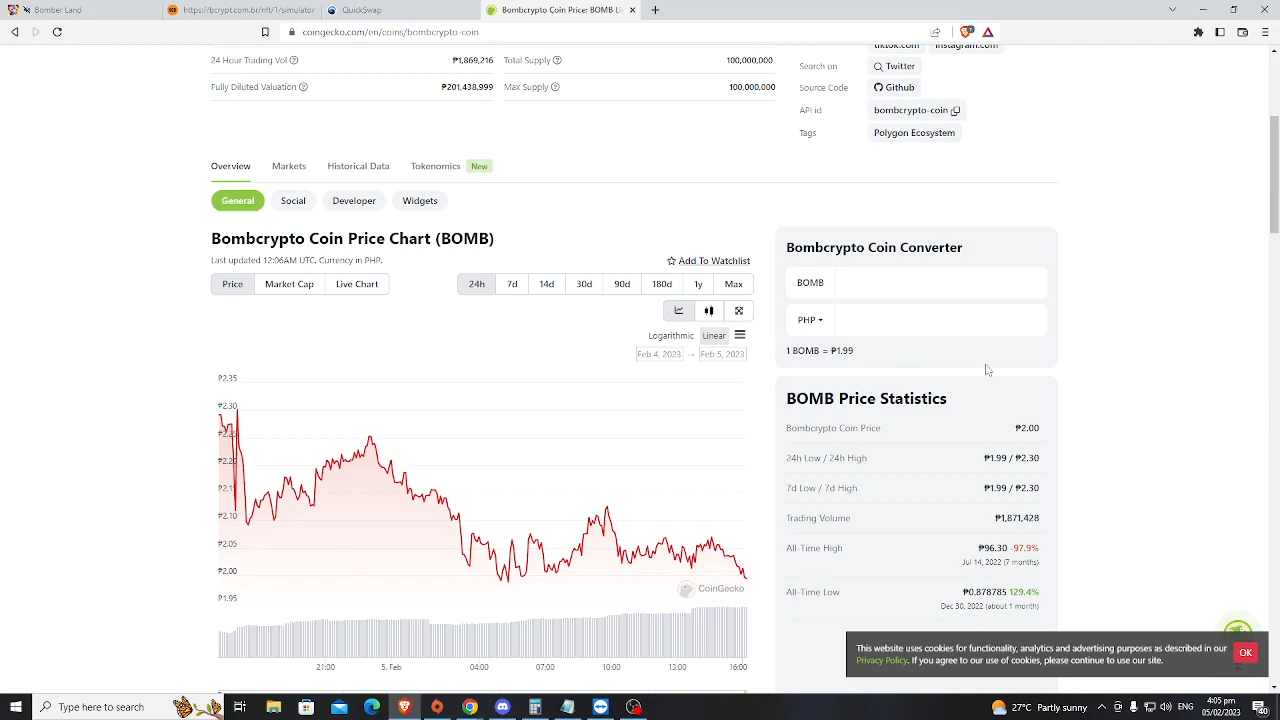 Bomber Land
https://bcrypt.comba/nft/1/simulator
QuickSwap
Bombcrypto Coin Price: BOMB Li
coingecko.com/en/coins/bombcrypto-coin
tiktok.com instagram.com
24 Hour Trading Vol ₱1,869,216
Total Supply 100,000,000
Search on Twitter
Fully Diluted Valuation ₱201,438,999
Max Supply 100,000,000
Source Code Github
API id bombcrypto-coin
Tags Polygon Ecosystem
Overview Markets Historical Data Tokenomics New
General Social Developer Widgets
Bombcrypto Coin Price Chart (BOMB)
Last updated 12:06AM UTC. Currency in PHP.
Add To Watchlist
Price Market Cap Live Chart
24h 7d 14d 30d 90d 180d 1y Max
Logarithmic Linear
Feb 4, 2023 → Feb 5, 2023
₱2.35
₱2.30
₱2.10
₱2.05
₱2.00
₱1.95
CoinGecko
21:00 5. Feb 04:00 07:00 10:00 13:00 16:00
Bombcrypto Coin Converter
BOMB
PHP
1 BOMB = ₱1.99
BOMB Price Statistics
Bombcrypto Coin Price ₱2.00
24h Low / 24h High ₱1.99 / ₱2.30
7d Low / 7d High ₱1.99 / ₱2.30
Trading Volume ₱1,871,428
All-Time High ₱96.30 -97.9%
Jul 14, 2022 (7 months)
All-Time Low ₱0.878785 129.4%
Dec 30, 2022 (about 1 month)
This website uses cookies for functionality, analytics and advertising purposes as described in our
Privacy Policy. If you agree to our use of cookies, please continue to use our site.
OK
Type here to search
27°C Partly sunny
ENG
4:05 pm
05/02/2023